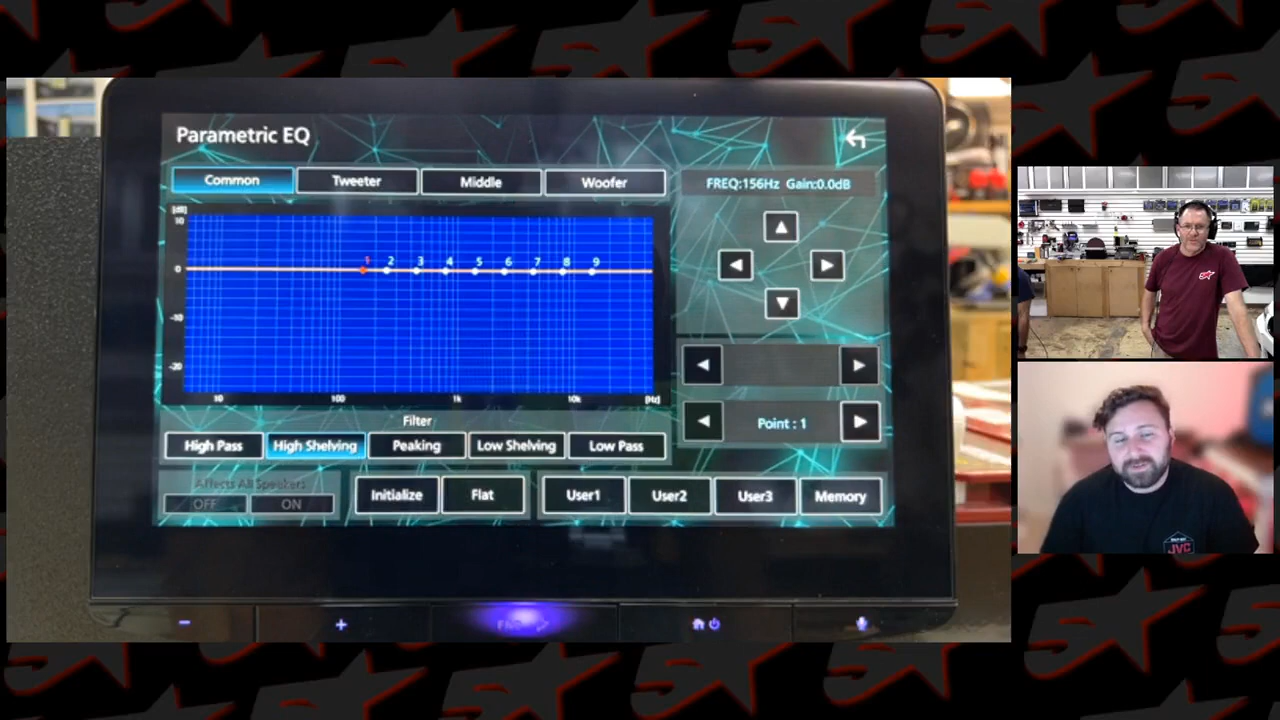 Parametric EQ
Common Tweeter Middle Woofer
FREQ:156Hz Gain:0.0dB
[dB]
10
0
-10
-20
1 2 3 4 5 6 7 8 9
10 100 1k 10k [Hz]
Point : 1
Filter
High Pass High Shelving Peaking Low Shelving Low Pass
Affects All Speakers
OFF ON
Initialize Flat User1 User2 User3 Memory
- +
JVC